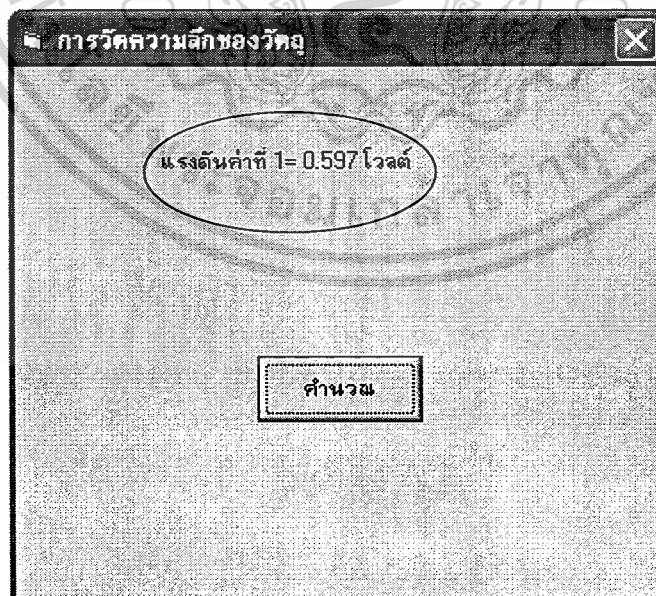 การวัดความลึกของวัตถุ
แรงดันค่าที่ 1= 0.597 โวลต์
คำนวณ